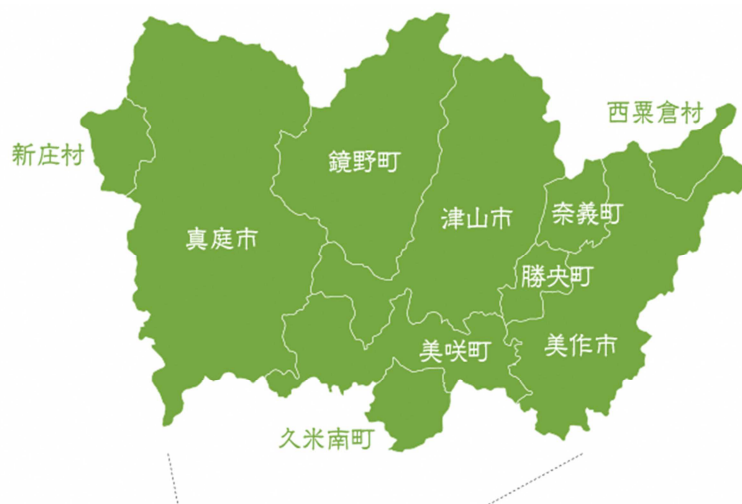 西粟倉村
新庄村
鏡野町
奈義町
津山市
真庭市
勝央町
美咲町
美作市
久米南町